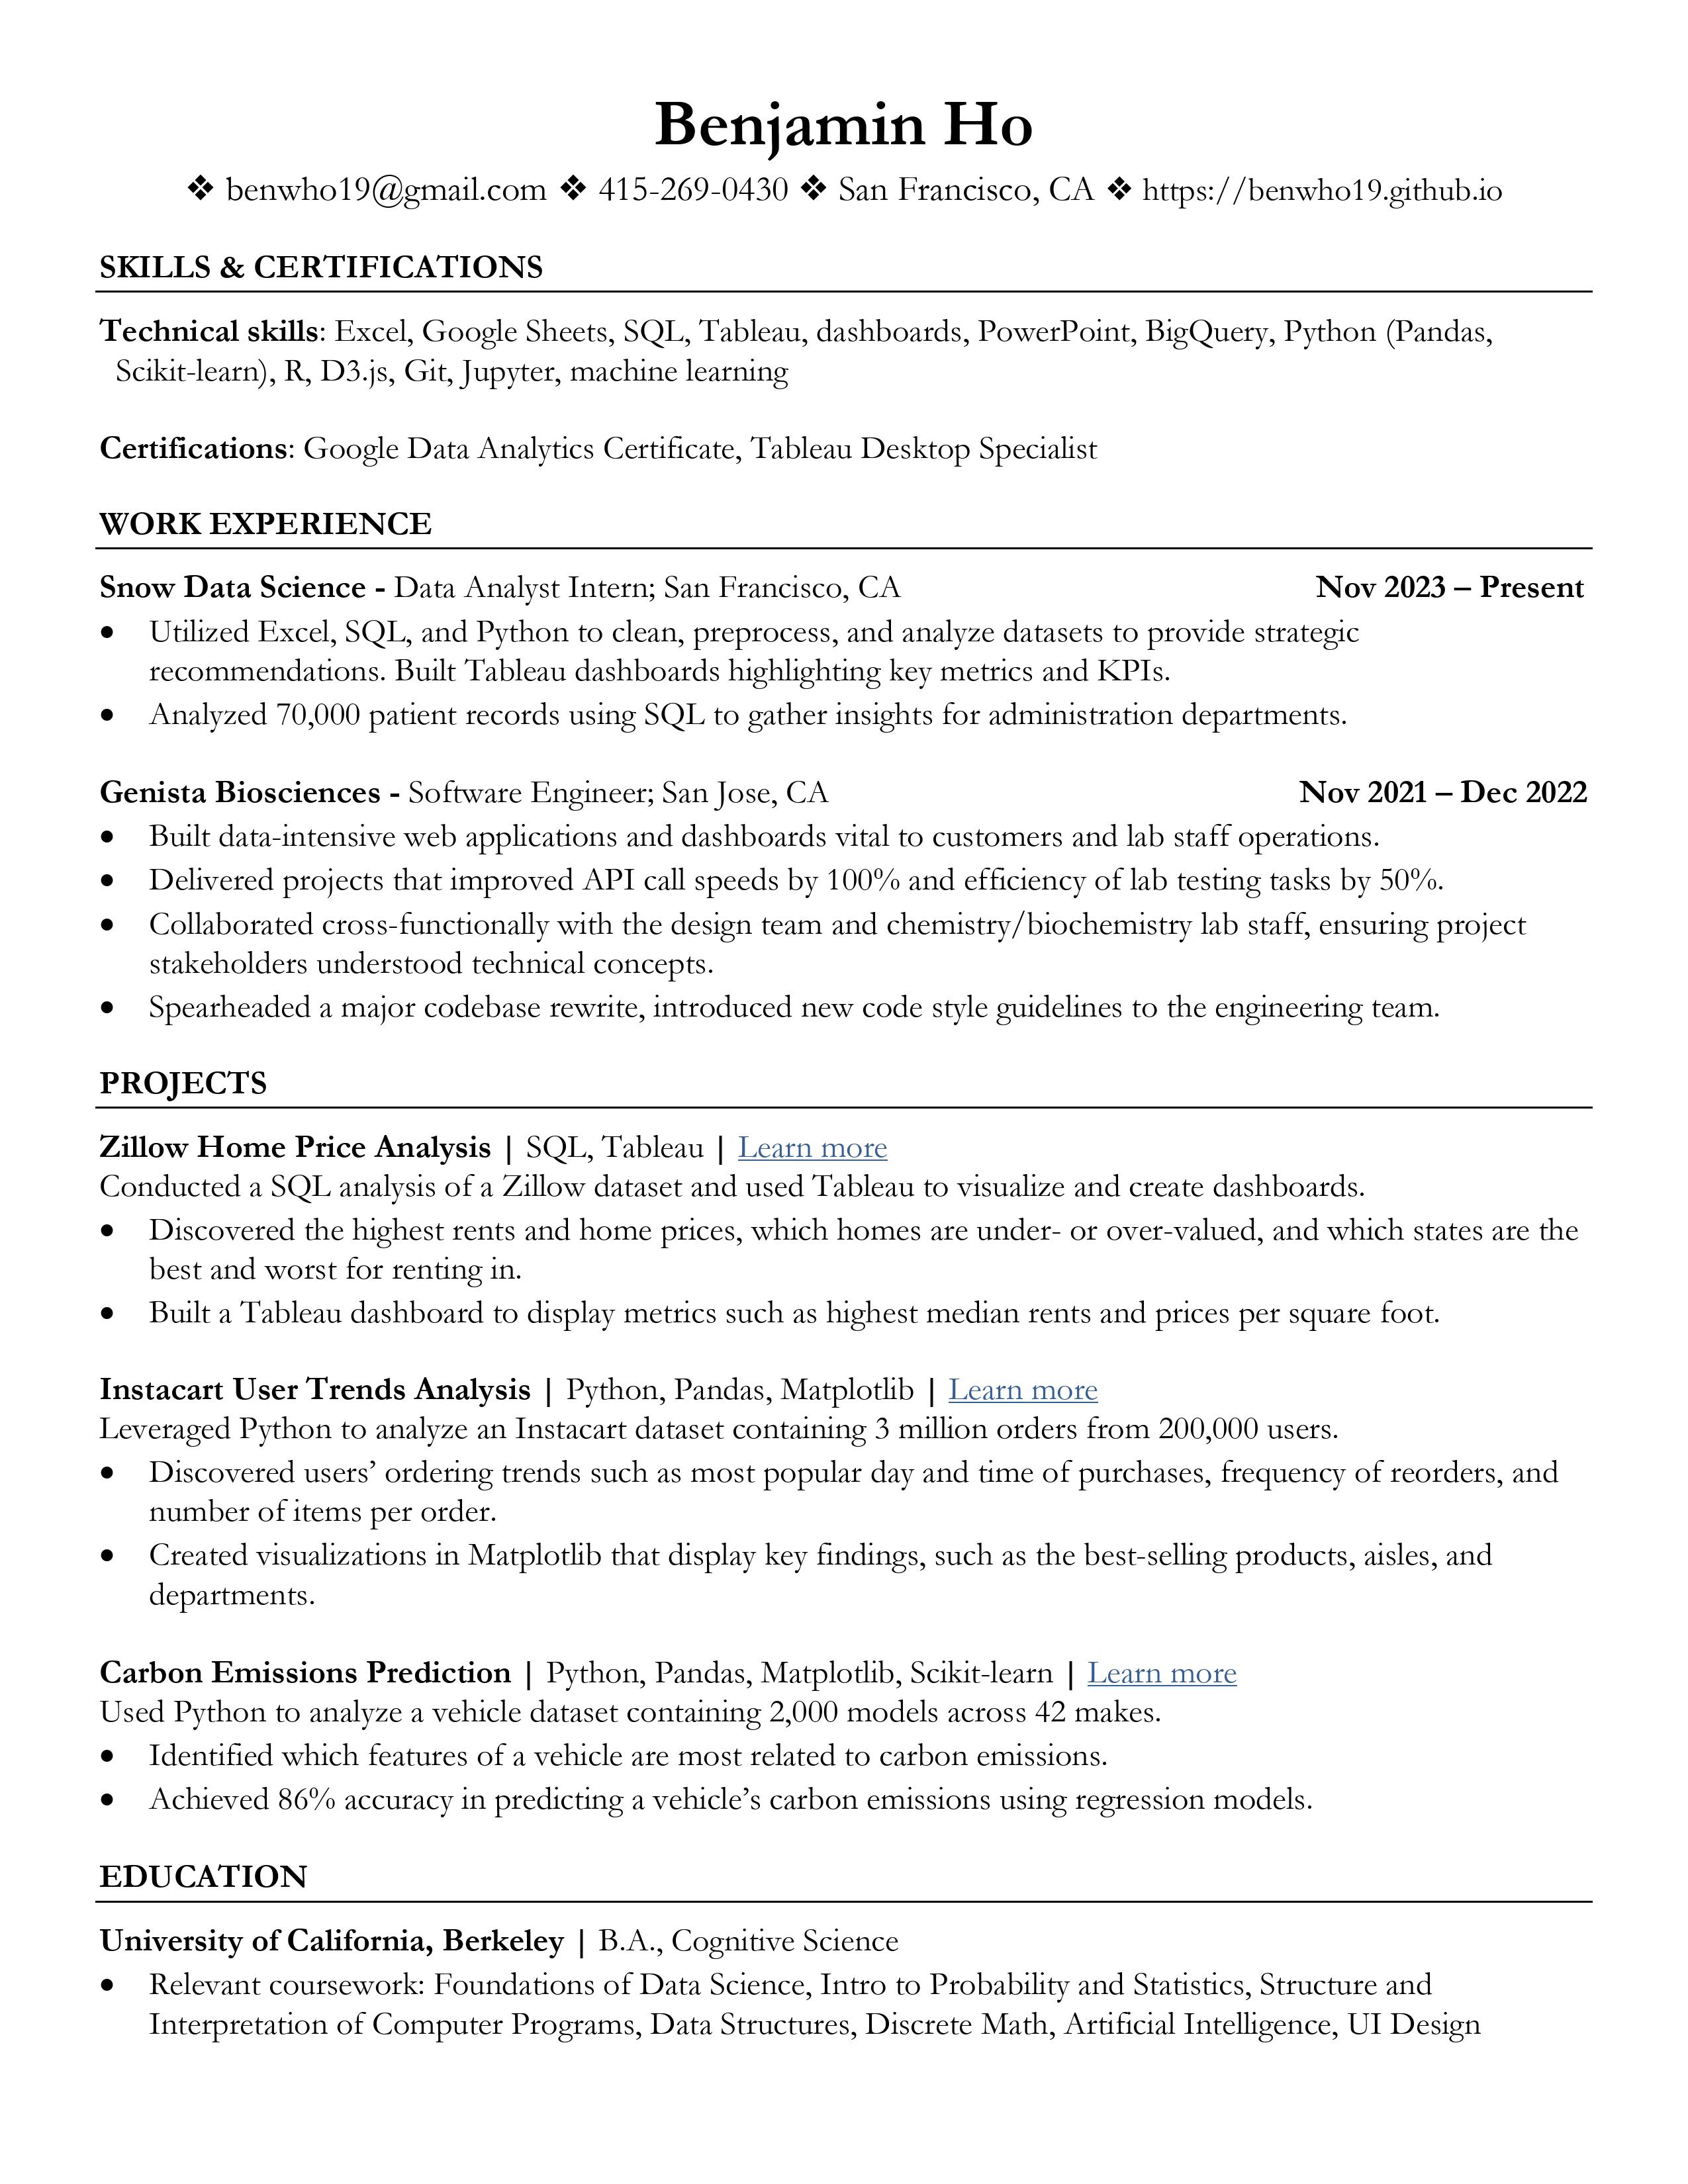 Benjamin Ho
❖ benwho19@gmail.com ❖ 415-269-0430 ❖ San Francisco, CA ❖ https://benwho19.github.io
SKILLS & CERTIFICATIONS
Technical skills: Excel, Google Sheets, SQL, Tableau, dashboards, PowerPoint, BigQuery, Python (Pandas,
Scikit-learn), R, D3.js, Git, Jupyter, machine learning
Certifications: Google Data Analytics Certificate, Tableau Desktop Specialist
WORK EXPERIENCE
Snow Data Science - Data Analyst Intern; San Francisco, CA Nov 2023 – Present
• Utilized Excel, SQL, and Python to clean, preprocess, and analyze datasets to provide strategic
recommendations. Built Tableau dashboards highlighting key metrics and KPIs.
• Analyzed 70,000 patient records using SQL to gather insights for administration departments.
Genista Biosciences - Software Engineer; San Jose, CA Nov 2021 – Dec 2022
• Built data-intensive web applications and dashboards vital to customers and lab staff operations.
• Delivered projects that improved API call speeds by 100% and efficiency of lab testing tasks by 50%.
• Collaborated cross-functionally with the design team and chemistry/biochemistry lab staff, ensuring project
stakeholders understood technical concepts.
• Spearheaded a major codebase rewrite, introduced new code style guidelines to the engineering team.
PROJECTS
Zillow Home Price Analysis | SQL, Tableau | Learn more
Conducted a SQL analysis of a Zillow dataset and used Tableau to visualize and create dashboards.
• Discovered the highest rents and home prices, which homes are under- or over-valued, and which states are the
best and worst for renting in.
• Built a Tableau dashboard to display metrics such as highest median rents and prices per square foot.
Instacart User Trends Analysis | Python, Pandas, Matplotlib | Learn more
Leveraged Python to analyze an Instacart dataset containing 3 million orders from 200,000 users.
• Discovered users’ ordering trends such as most popular day and time of purchases, frequency of reorders, and
number of items per order.
• Created visualizations in Matplotlib that display key findings, such as the best-selling products, aisles, and
departments.
Carbon Emissions Prediction | Python, Pandas, Matplotlib, Scikit-learn | Learn more
Used Python to analyze a vehicle dataset containing 2,000 models across 42 makes.
• Identified which features of a vehicle are most related to carbon emissions.
• Achieved 86% accuracy in predicting a vehicle’s carbon emissions using regression models.
EDUCATION
University of California, Berkeley | B.A., Cognitive Science
• Relevant coursework: Foundations of Data Science, Intro to Probability and Statistics, Structure and
Interpretation of Computer Programs, Data Structures, Discrete Math, Artificial Intelligence, UI Design